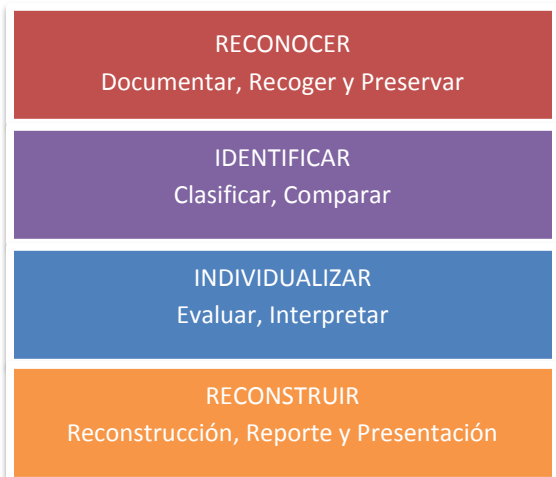 RECONOCER
Documentar, Recoger y Preservar
IDENTIFICAR
Clasificar, Comparar
INDIVIDUALIZAR
Evaluar, Interpretar
RECONSTRUIR
Reconstrucción, Reporte y Presentación